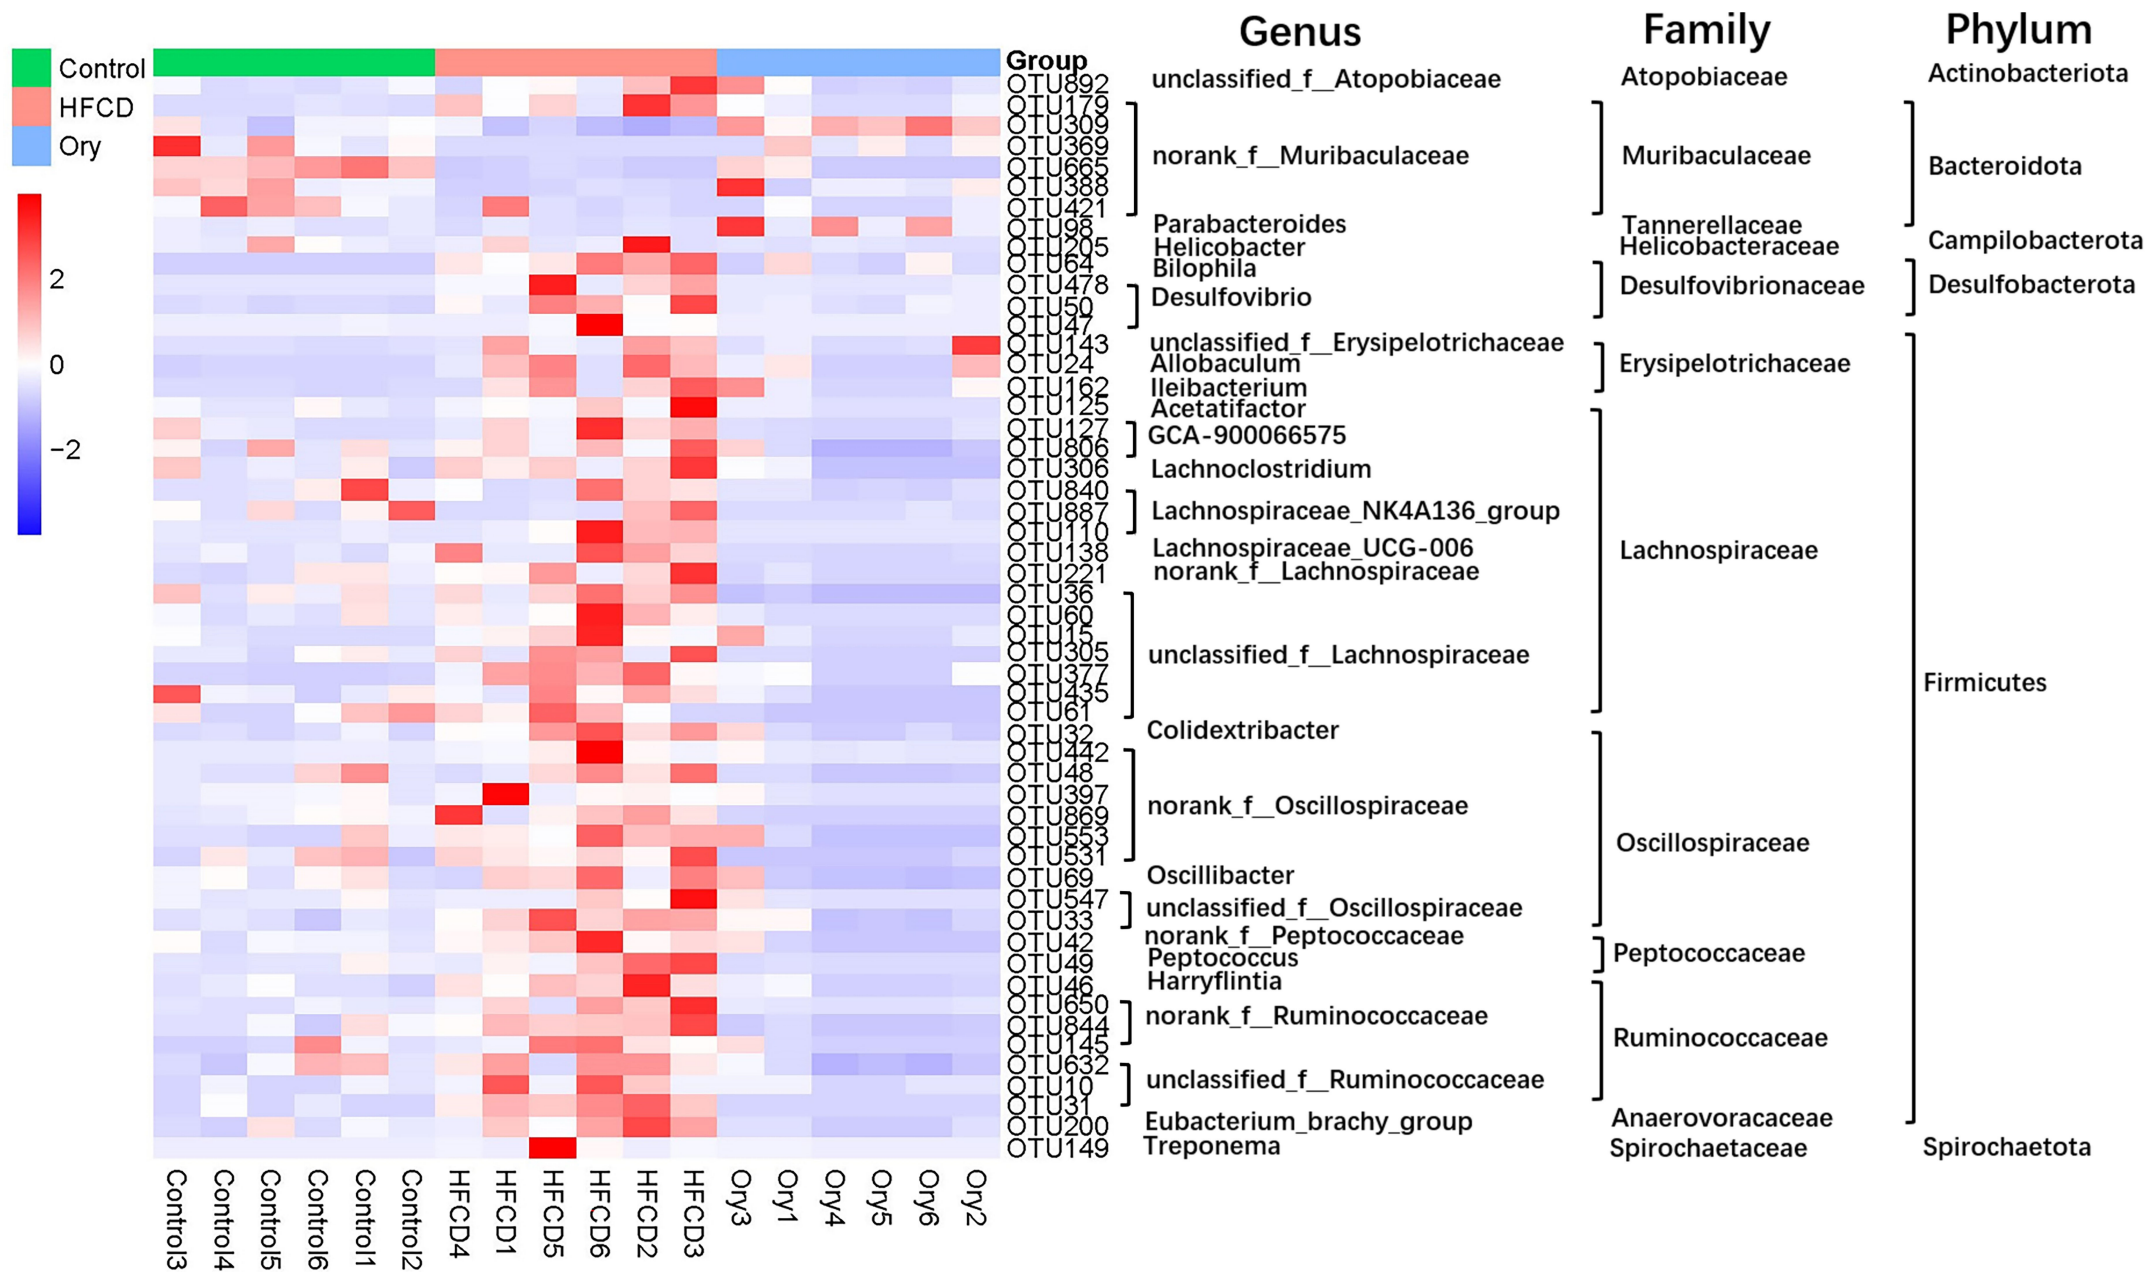 Genus Family Phylum
Control
HFCD
Ory
2
0
−2
Group
OTU892
OTU179
OTU309
OTU369
OTU665
OTU388
OTU421
OTU98
OTU205
OTU64
OTU478
OTU50
OTU47
OTU143
OTU24
OTU162
OTU125
OTU127
OTU806
OTU306
OTU840
OTU887
OTU110
OTU138
OTU221
OTU36
OTU60
OTU15
OTU305
OTU377
OTU435
OTU61
OTU32
OTU442
OTU48
OTU397
OTU869
OTU553
OTU531
OTU69
OTU547
OTU33
OTU42
OTU49
OTU46
OTU650
OTU844
OTU145
OTU632
OTU10
OTU31
OTU200
OTU149
unclassified_f__Atopobiaceae
norank_f__Muribaculaceae
Parabacteroides
Helicobacter
Bilophila
Desulfovibrio
unclassified_f__Erysipelotrichaceae
Allobaculum
Ileibacterium
Acetatifactor
GCA-900066575
Lachnoclostridium
Lachnospiraceae_NK4A136_group
Lachnospiraceae_UCG-006
norank_f__Lachnospiraceae
unclassified_f__Lachnospiraceae
Colidextribacter
norank_f__Oscillospiraceae
Oscillibacter
unclassified_f__Oscillospiraceae
norank_f__Peptococcaceae
Peptococcus
Harryflintia
norank_f__Ruminococcaceae
unclassified_f__Ruminococcaceae
Eubacterium_brachy_group
Treponema
Atopobiaceae
Muribaculaceae
Tannerellaceae
Helicobacteraceae
Desulfovibrionaceae
Erysipelotrichaceae
Lachnospiraceae
Oscillospiraceae
Peptococcaceae
Ruminococcaceae
Anaerovoracaceae
Spirochaetaceae
Actinobacteriota
Bacteroidota
Campilobacterota
Desulfobacterota
Firmicutes
Spirochaetota
Control3
Control4
Control5
Control6
Control1
Control2
HFCD4
HFCD1
HFCD5
HFCD6
HFCD2
HFCD3
Ory3
Ory1
Ory4
Ory5
Ory6
Ory2